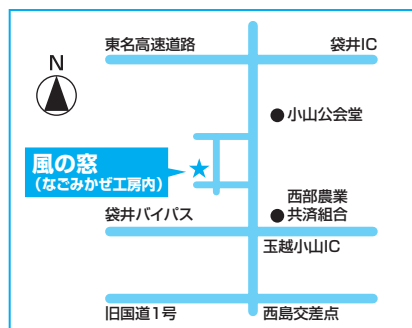 東名高速道路
袋井IC
N
小山公会堂
風の窓
(なごみかぜ工房内)
西部農業
共済組合
袋井バイパス
玉越小山IC
旧国道1号
西島交差点